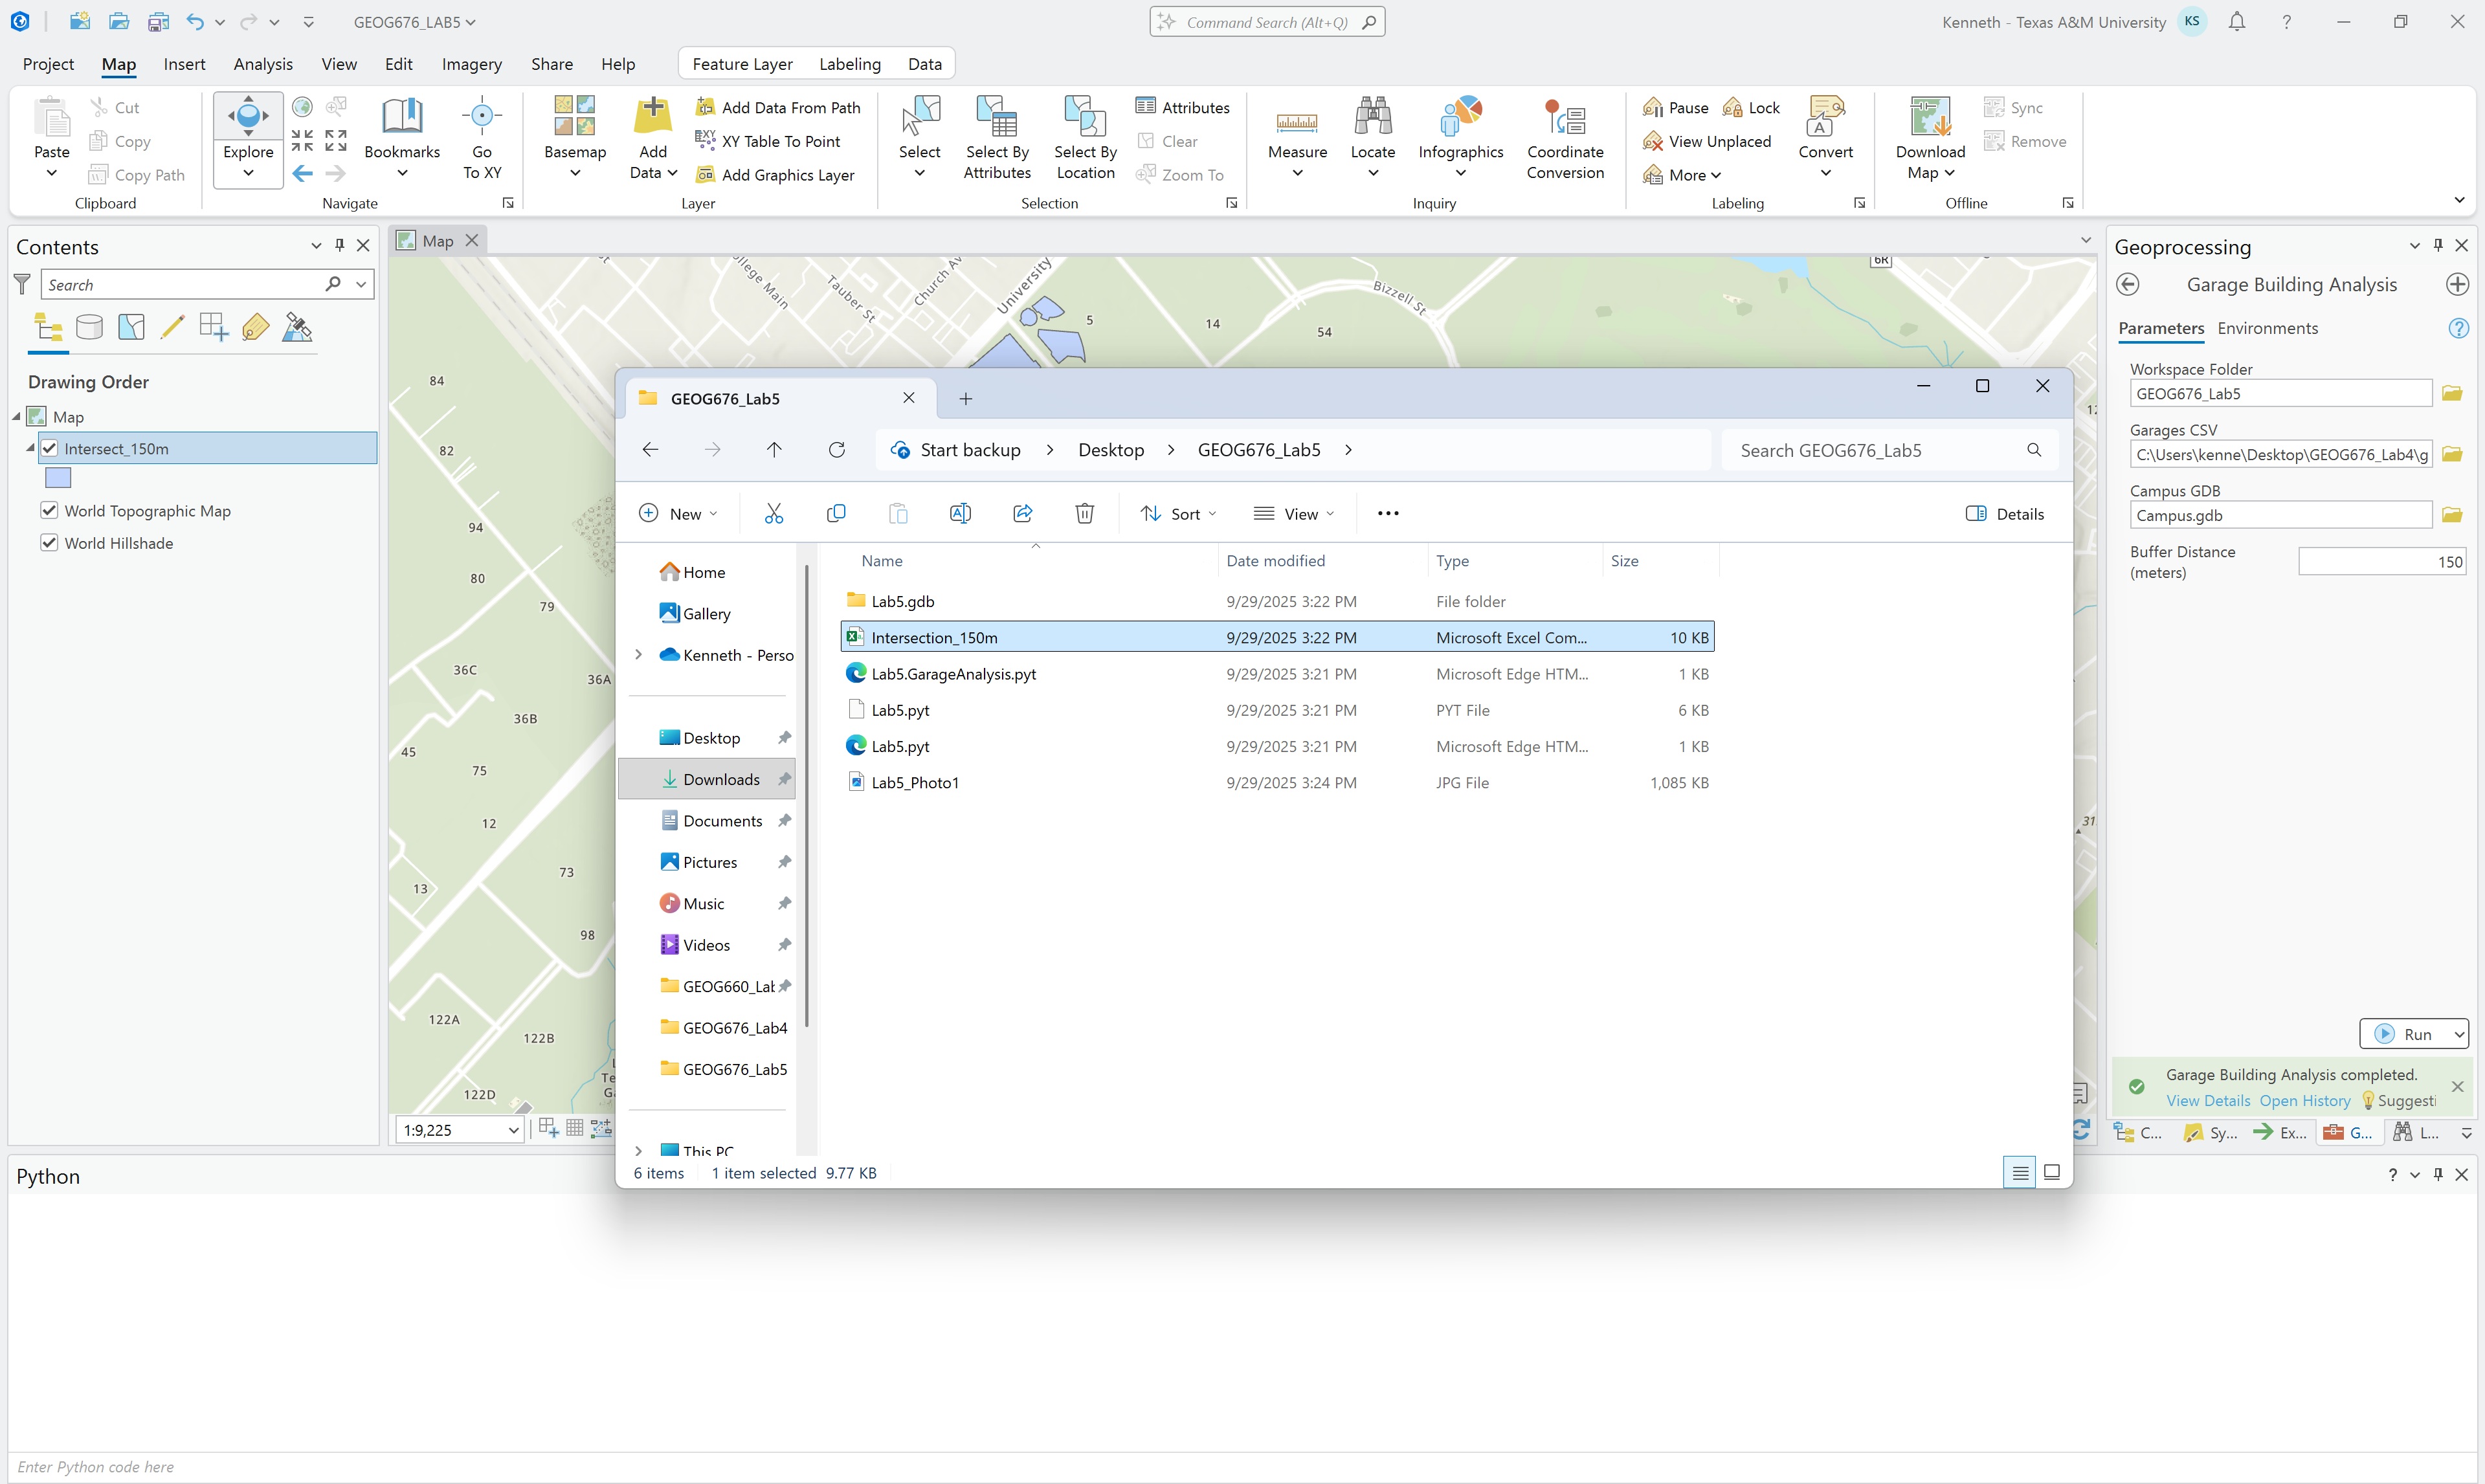 GEOG676_LAB5
Command Search (Alt+Q)
Kenneth - Texas A&M University
KS
?
Project
Map
Insert
Analysis
View
Edit
Imagery
Share
Help
Feature Layer
Labeling
Data
Paste
Cut
Copy
Copy Path
Clipboard
Explore
Bookmarks
Go To XY
Navigate
Basemap
Add Data
Add Data From Path
XY Table To Point
Add Graphics Layer
Layer
Select
Select By Attributes
Select By Location
Attributes
Clear
Zoom To
Selection
Measure
Locate
Infographics
Coordinate Conversion
Inquiry
Pause
Lock
View Unplaced
More
Convert
Labeling
Download Map
Sync
Remove
Offline
Contents
Search
Drawing Order
Map
Intersect_150m
World Topographic Map
World Hillshade
Map
Tauber St
Church Av
University
Bizzell St
6R
5
14
54
84
82
94
80
79
36C
36A
36B
45
75
12
73
13
98
122A
122B
122D
1:9,225
GEOG676_Lab5
Start backup
Desktop
GEOG676_Lab5
Search GEOG676_Lab5
New
Sort
View
Details
Home
Gallery
Kenneth - Perso
Desktop
Downloads
Documents
Pictures
Music
Videos
GEOG660_Lab
GEOG676_Lab4
GEOG676_Lab5
This PC
Name Date modified Type Size
Lab5.gdb 9/29/2025 3:22 PM File folder
Intersection_150m 9/29/2025 3:22 PM Microsoft Excel Com... 10 KB
Lab5.GarageAnalysis.pyt 9/29/2025 3:21 PM Microsoft Edge HTM... 1 KB
Lab5.pyt 9/29/2025 3:21 PM PYT File 6 KB
Lab5.pyt 9/29/2025 3:21 PM Microsoft Edge HTM... 1 KB
Lab5_Photo1 9/29/2025 3:24 PM JPG File 1,085 KB
6 items 1 item selected 9.77 KB
Geoprocessing
Garage Building Analysis
Parameters Environments
?
Workspace Folder
GEOG676_Lab5
Garages CSV
C:\Users\kenne\Desktop\GEOG676_Lab4\g
Campus GDB
Campus.gdb
Buffer Distance
(meters)
150
Run
Garage Building Analysis completed.
View Details Open History Suggesti
C... Sy... Ex... G... L...
Python
?
Enter Python code here